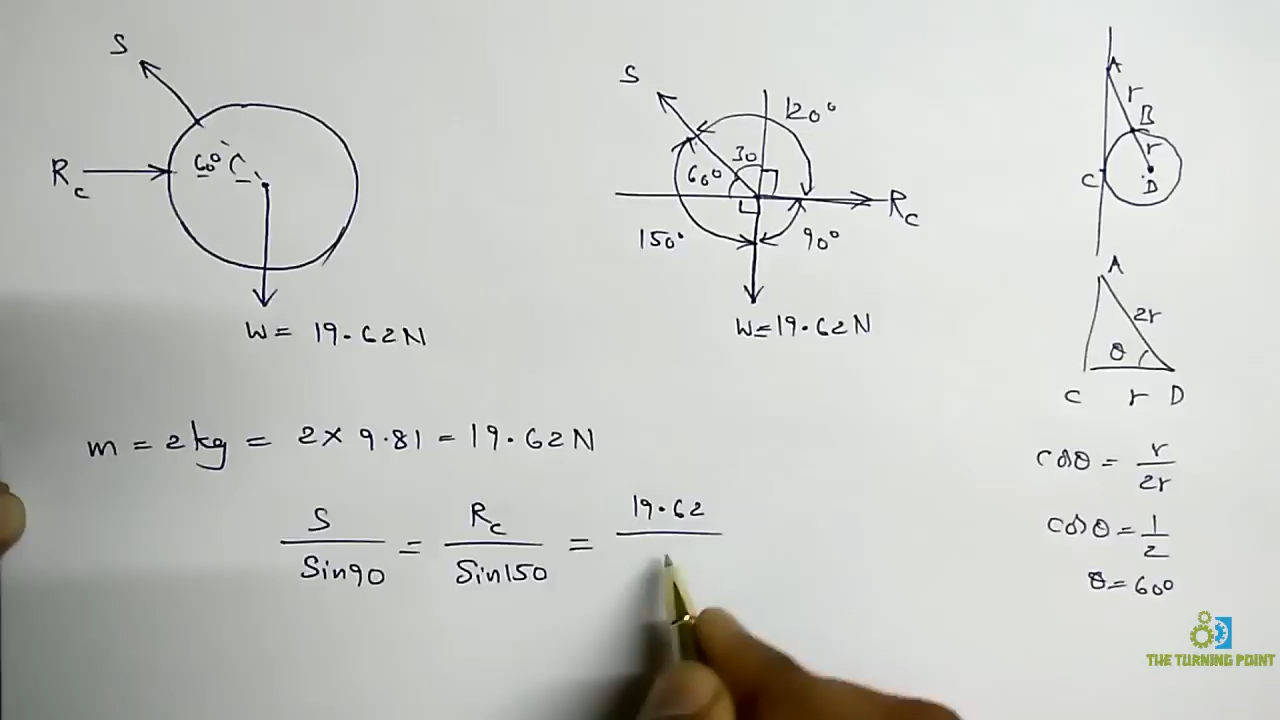 S
60°
Rc
W = 19.62N
S
120°
30
60°
Rc
150°
90°
W=19.62N
A
r
B
r
C
D
A
2r
θ
C r D
m = 2kg = 2 × 9.81 = 19.62N
S / Sin90 = Rc / Sin150 = 19.62
cosθ = r / 2r
cosθ = 1 / 2
θ = 60°
THE TURNING POINT